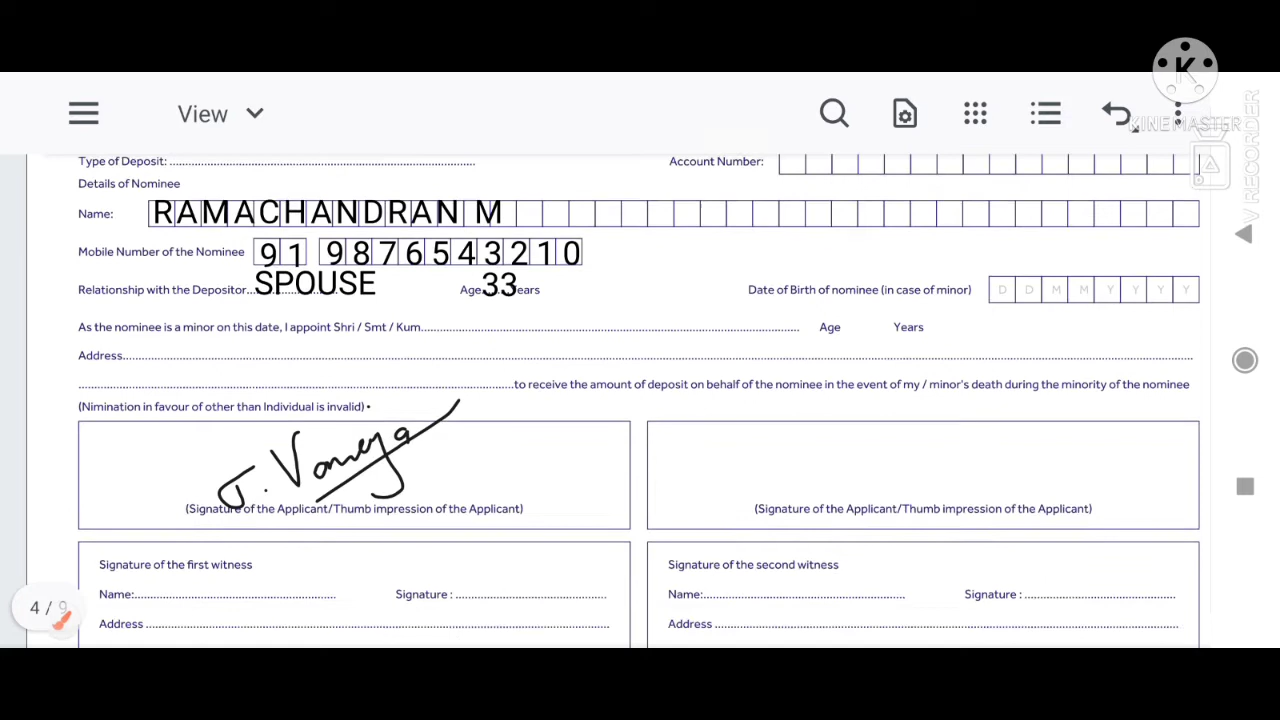 View
KINEMASTER
V RECORDER
Type of Deposit: ........................ Account Number:
Details of Nominee
Name: RAMACHANDRAN M
Mobile Number of the Nominee 91 9876543210
Relationship with the Depositor... SPOUSE Age 33 Years Date of Birth of nominee (in case of minor) D D M M Y Y Y Y
As the nominee is a minor on this date, I appoint Shri / Smt / Kum........................ Age Years
Address........................
........................to receive the amount of deposit on behalf of the nominee in the event of my / minor's death during the minority of the nominee
(Nimination in favour of other than Individual is invalid) •
(Signature of the Applicant/Thumb impression of the Applicant) (Signature of the Applicant/Thumb impression of the Applicant)
Signature of the first witness Signature of the second witness
Name:........................ Signature : ........................ Name:........................ Signature : ........................
Address ........................ Address ........................
4 / 9